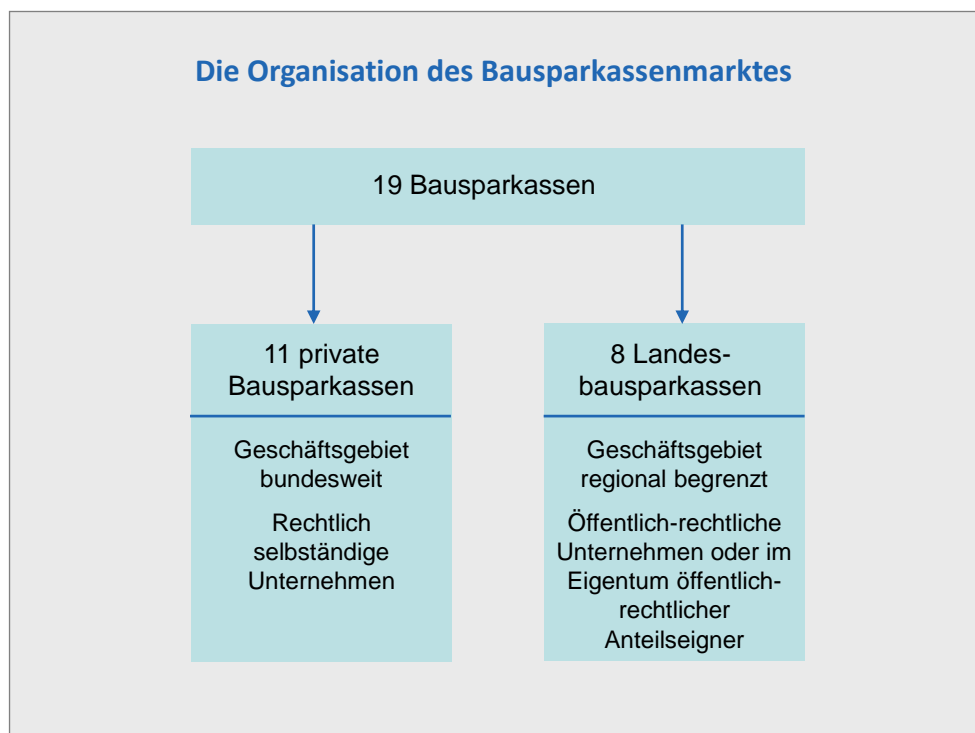 Die Organisation des Bausparkassenmarktes
19 Bausparkassen
11 private
Bausparkassen
Geschäftsgebiet
bundesweit
Rechtlich
selbständige
Unternehmen
8 Landes-
bausparkassen
Geschäftsgebiet
regional begrenzt
Öffentlich-rechtliche
Unternehmen oder im
Eigentum öffentlich-
rechtlicher
Anteilseigner